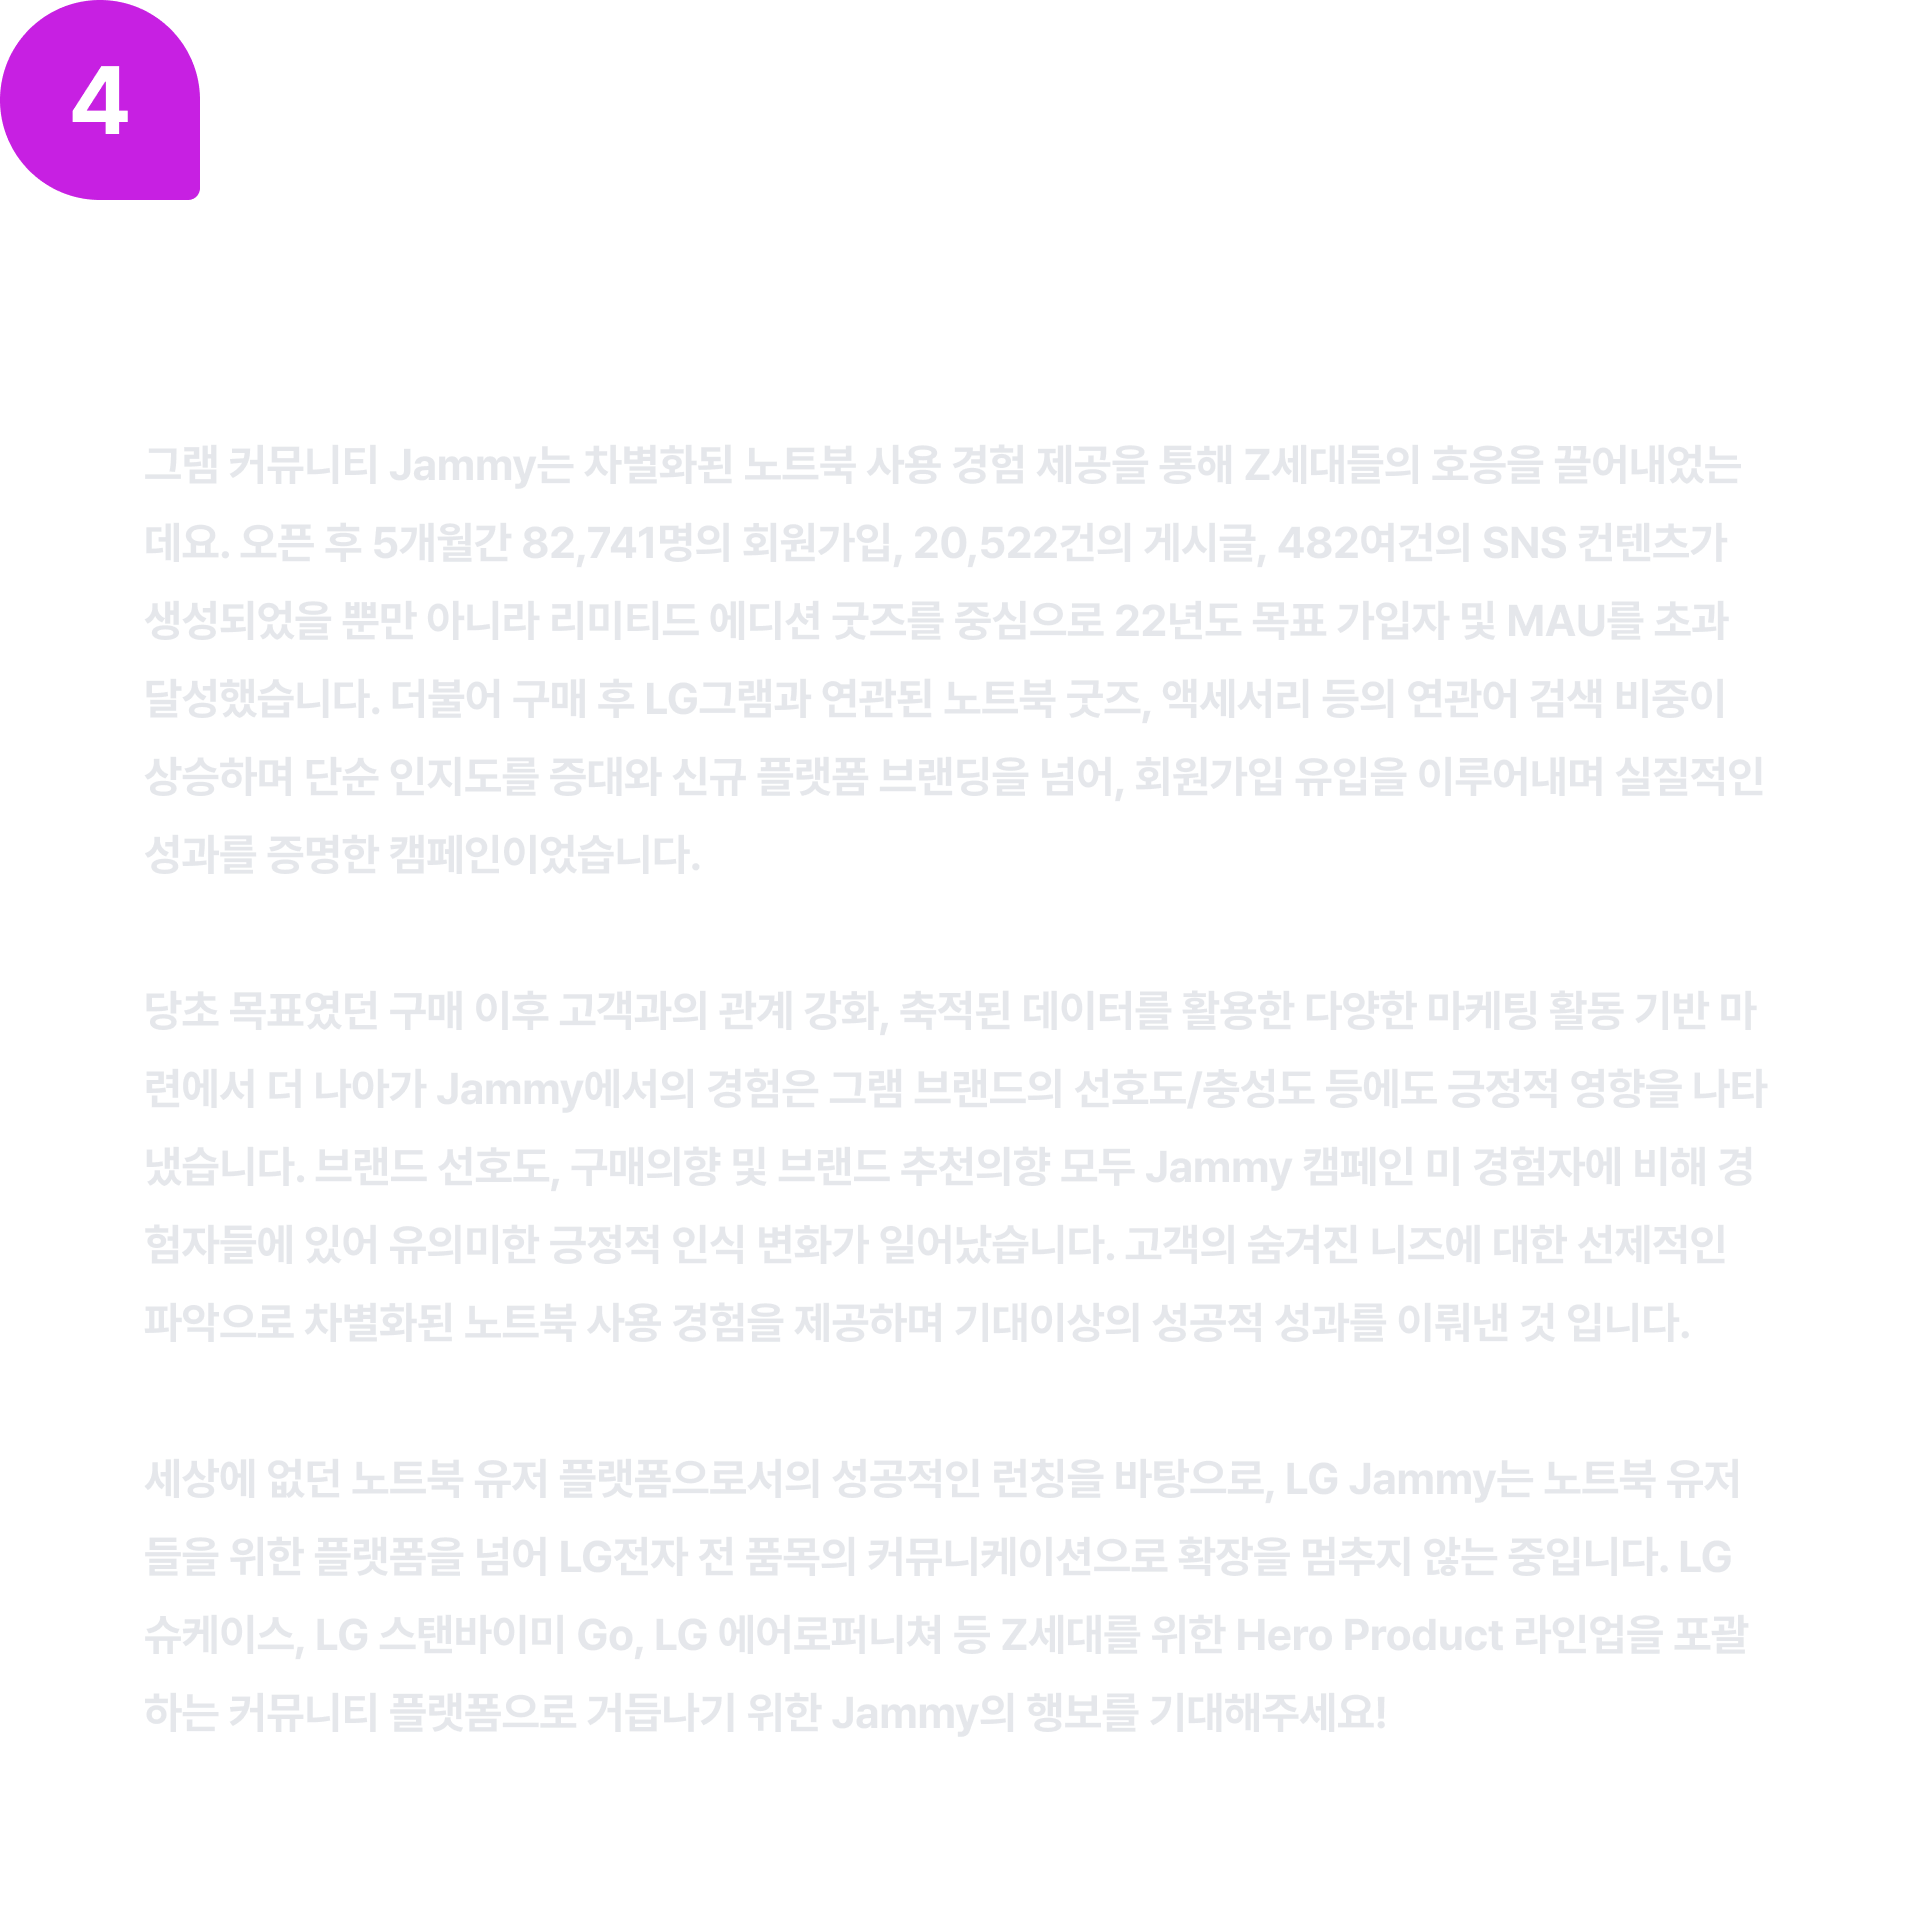 4
그램 커뮤니티 Jammy는 차별화된 노트북 사용 경험 제공을 통해 Z세대들의 호응을 끌어내었는
데요. 오픈 후 5개월간 82,741명의 회원가입, 20,522건의 게시글, 482여건의 SNS 컨텐츠가
생성되었을 뿐만 아니라 리미티드 에디션 굿즈를 중심으로 22년도 목표 가입자 및 MAU를 초과
달성했습니다. 더불어 구매 후 LG그램과 연관된 노트북 굿즈, 액세서리 등의 연관어 검색 비중이
상승하며 단순 인지도를 증대와 신규 플랫폼 브랜딩을 넘어, 회원가입 유입을 이루어내며 실질적인
성과를 증명한 캠페인이었습니다.
당초 목표였던 구매 이후 고객과의 관계 강화, 축적된 데이터를 활용한 다양한 마케팅 활동 기반 마
련에서 더 나아가 Jammy에서의 경험은 그램 브랜드의 선호도/충성도 등에도 긍정적 영향을 나타
냈습니다. 브랜드 선호도, 구매의향 및 브랜드 추천의향 모두 Jammy 캠페인 미 경험자에 비해 경
험자들에 있어 유의미한 긍정적 인식 변화가 일어났습니다. 고객의 숨겨진 니즈에 대한 선제적인
파악으로 차별화된 노트북 사용 경험을 제공하며 기대이상의 성공적 성과를 이뤄낸 것 입니다.
세상에 없던 노트북 유저 플랫폼으로서의 성공적인 런칭을 바탕으로, LG Jammy는 노트북 유저
들을 위한 플랫폼을 넘어 LG전자 전 품목의 커뮤니케이션으로 확장을 멈추지 않는 중입니다. LG
슈케이스, LG 스탠바이미 Go, LG 에어로퍼니쳐 등 Z세대를 위한 Hero Product 라인업을 포괄
하는 커뮤니티 플랫폼으로 거듭나기 위한 Jammy의 행보를 기대해주세요!